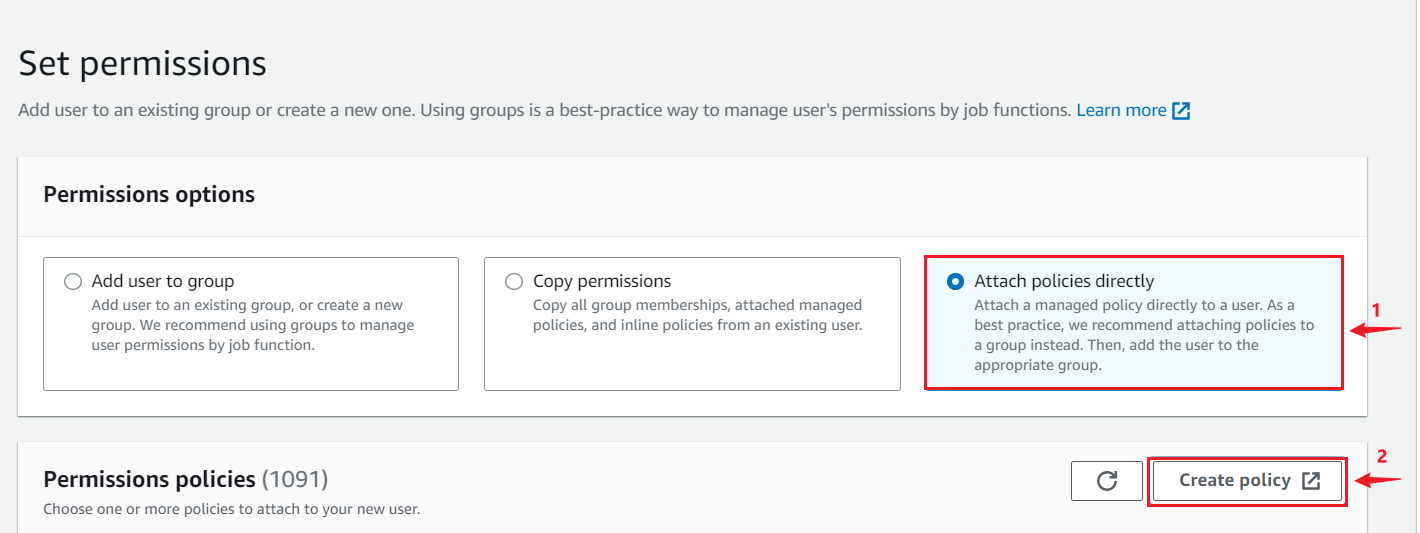 Set permissions
Add user to an existing group or create a new one. Using groups is a best-practice way to manage user's permissions by job functions. Learn more
Permissions options
Add user to group
Add user to an existing group, or create a new
group. We recommend using groups to manage
user permissions by job function.
Copy permissions
Copy all group memberships, attached managed
policies, and inline policies from an existing user.
Attach policies directly
Attach a managed policy directly to a user. As a
best practice, we recommend attaching policies to
a group instead. Then, add the user to the
appropriate group.
1
Permissions policies (1091)
Choose one or more policies to attach to your new user.
Create policy
2